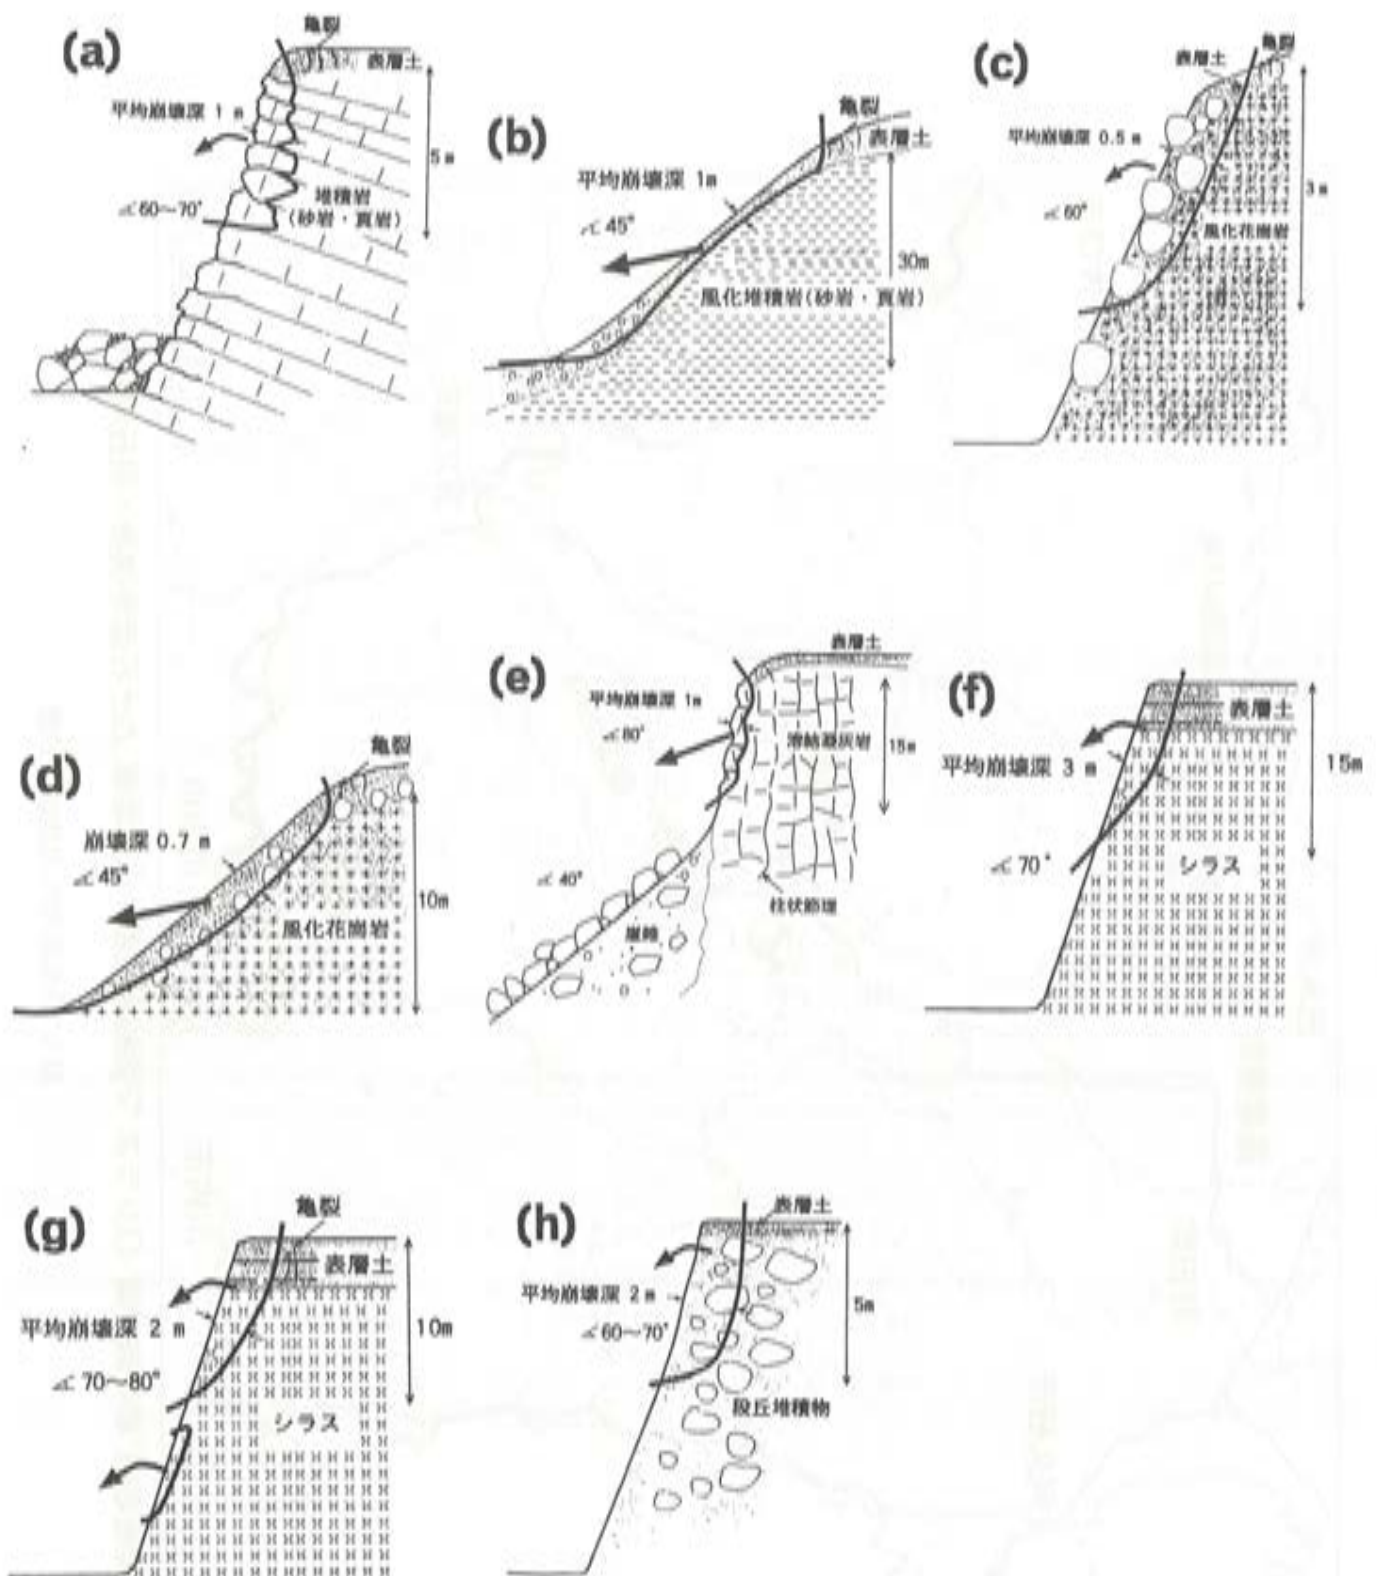 (a)
亀裂
表層土
平均崩壊深 1 m
5m
∡60～70°
堆積岩
(砂岩・頁岩)
(b)
亀裂
表層土
平均崩壊深 1m
∡45°
30m
風化堆積岩(砂岩・頁岩)
(c)
亀裂
表層土
平均崩壊深 0.5 m
∡60°
3m
風化花崗岩
(d)
亀裂
崩壊深 0.7 m
∡45°
10m
風化花崗岩
(e)
表層土
平均崩壊深 1m
∡80°
溶結凝灰岩
15m
∡40°
柱状節理
崖錐
(f)
表層土
平均崩壊深 3 m
15m
∡70°
シラス
(g)
亀裂
表層土
平均崩壊深 2 m
10m
∡70～80°
シラス
(h)
表層土
平均崩壊深 2 m
5m
∡60～70°
段丘堆積物